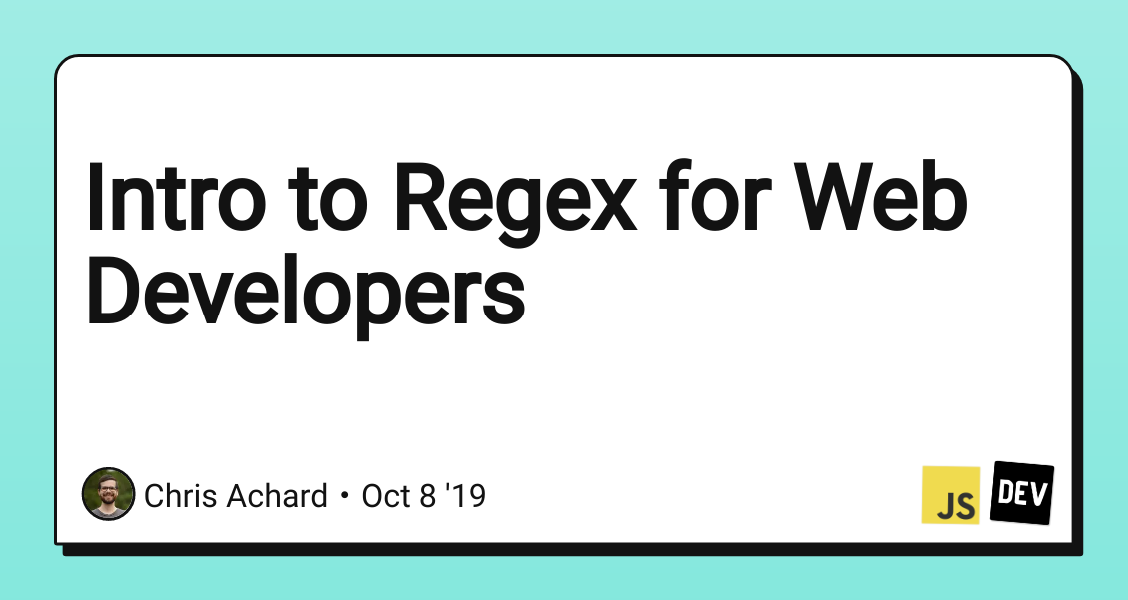 Intro to Regex for Web
Developers
Chris Achard • Oct 8 '19
JS
DEV